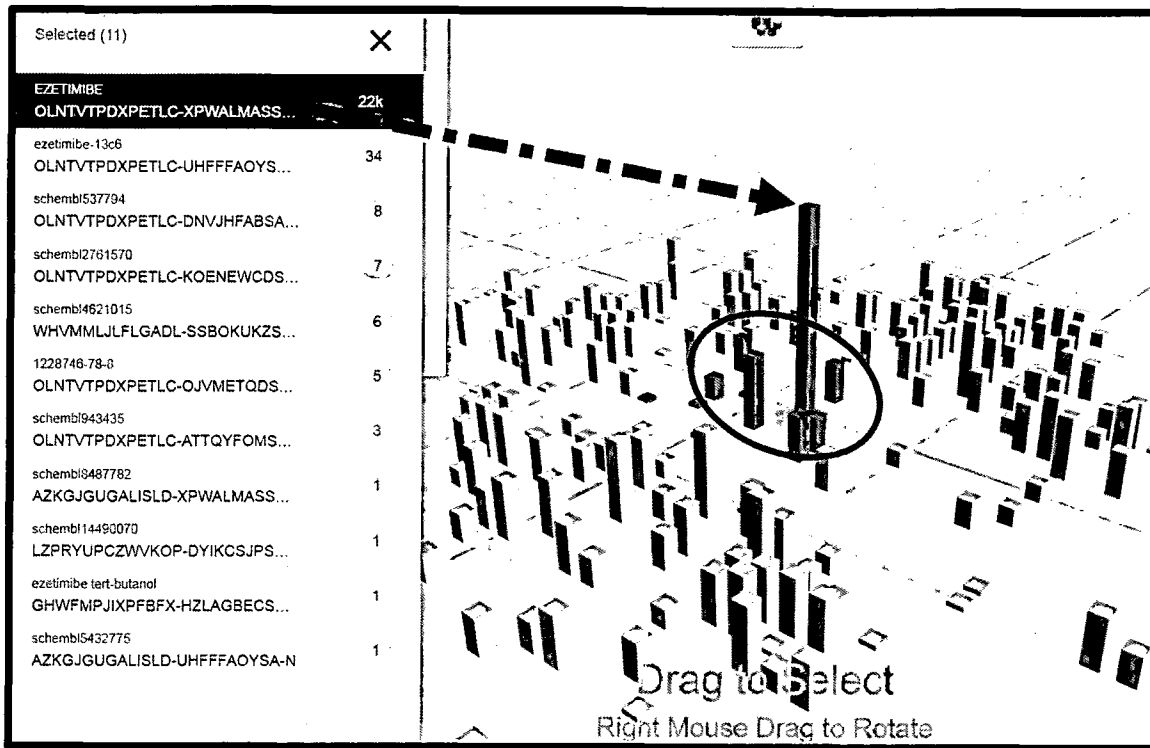 Selected (11)
EZETIMIBE
OLNTVTPDXPETLC-XPWALMASS...
22k
ezetimibe-13c6
OLNTVTPDXPETLC-UHFFFAOYS...
34
schembl537794
OLNTVTPDXPETLC-DNVJHFABSA...
8
schembl2761570
OLNTVTPDXPETLC-KOENEWCDS...
7
schembl4621015
WHVMMLJLFLGADL-SSBOKUKZS...
6
1228746-78-8
OLNTVTPDXPETLC-OJVMETQDS...
5
schembl943435
OLNTVTPDXPETLC-ATTQYFOMS...
3
schembl8487782
AZKGJGUGALISLD-XPWALMASS...
1
schembl14490070
LZPRYUPCZWVKOP-DYIKCSJPS...
1
ezetimibe tert-butanol
GHWFMPJIXPFBFX-HZLAGBECS...
1
schembl5432775
AZKGJGUGALISLD-UHFFFAOYSA-N
1
Drag to Select
Right Mouse Drag to Rotate